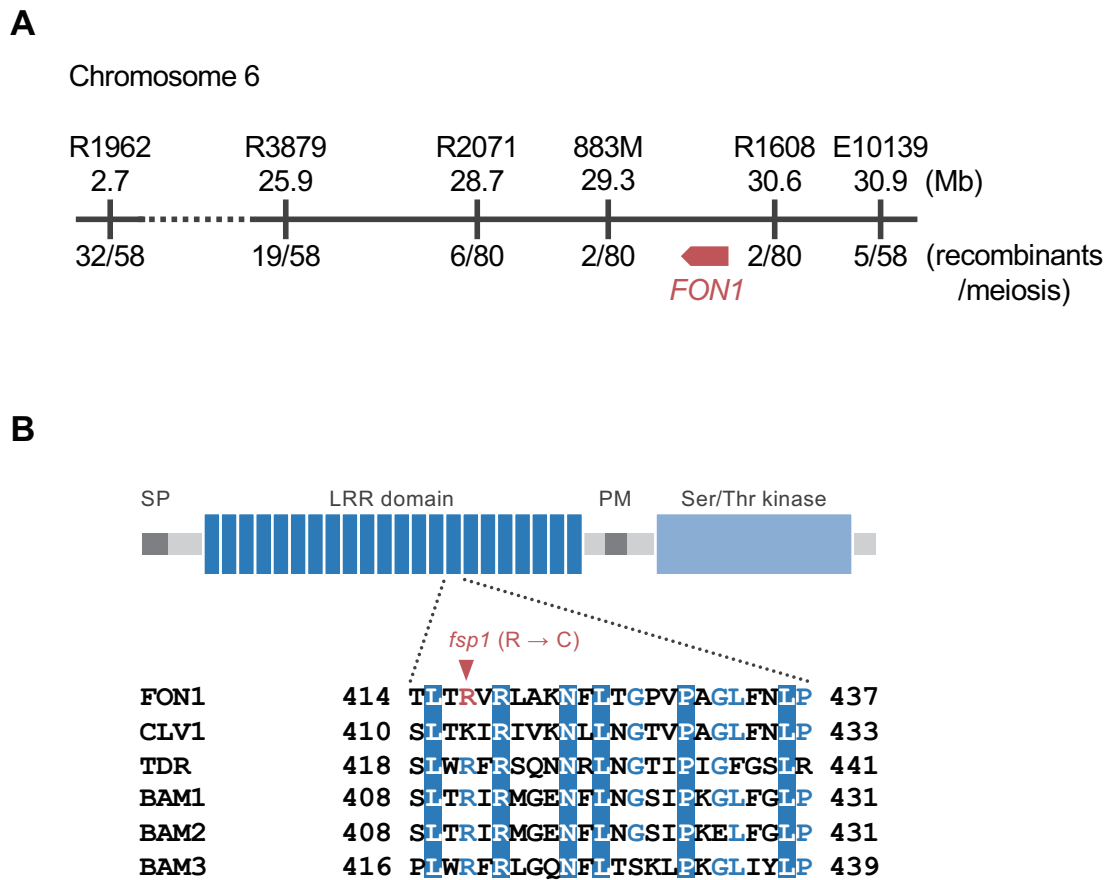 A
Chromosome 6
R1962 R3879 R2071 883M R1608 E10139
2.7 25.9 28.7 29.3 30.6 30.9 (Mb)
32/58 19/58 6/80 2/80 2/80 5/58 (recombinants
FON1 /meiosis)
B
SP LRR domain PM Ser/Thr kinase
fsp1 (R → C)
FON1 414 TLTRVRLAKNFLTGPVPAGLFNLP 437
CLV1 410 SLTKIRIVKNLLNGTVPAGLFNLP 433
TDR 418 SLWRFRSQNNRLNGTIPIGFGSLR 441
BAM1 408 SLTRIRMGENFLNGSIPKGLFGLP 431
BAM2 408 SLTRIRMGENFLNGSIPKELFGLP 431
BAM3 416 PLWRFRLGQNFLTSKLPKGLIYLP 439